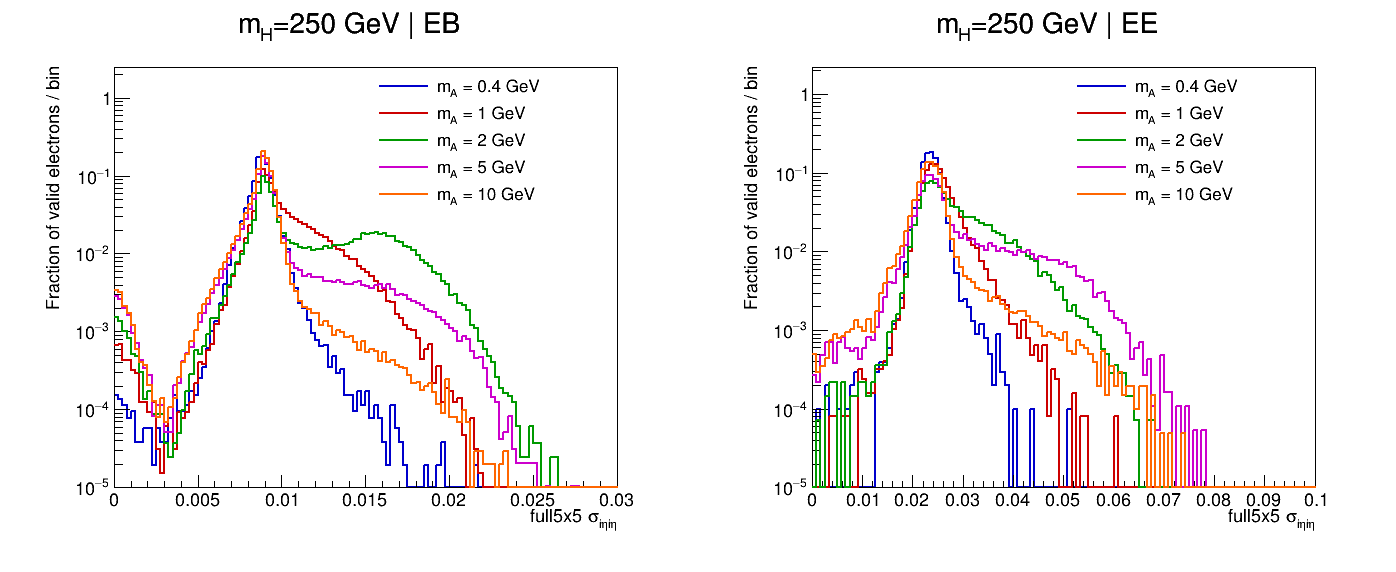 m_H=250 GeV | EB
Fraction of valid electrons / bin
m_A = 0.4 GeV
m_A = 1 GeV
m_A = 2 GeV
m_A = 5 GeV
m_A = 10 GeV
1
10⁻¹
10⁻²
10⁻³
10⁻⁴
10⁻⁵
0 0.005 0.01 0.015 0.02 0.025 0.03
full5x5 σ_iηiη
m_H=250 GeV | EE
Fraction of valid electrons / bin
m_A = 0.4 GeV
m_A = 1 GeV
m_A = 2 GeV
m_A = 5 GeV
m_A = 10 GeV
1
10⁻¹
10⁻²
10⁻³
10⁻⁴
10⁻⁵
0 0.01 0.02 0.03 0.04 0.05 0.06 0.07 0.08 0.09 0.1
full5x5 σ_iηiη